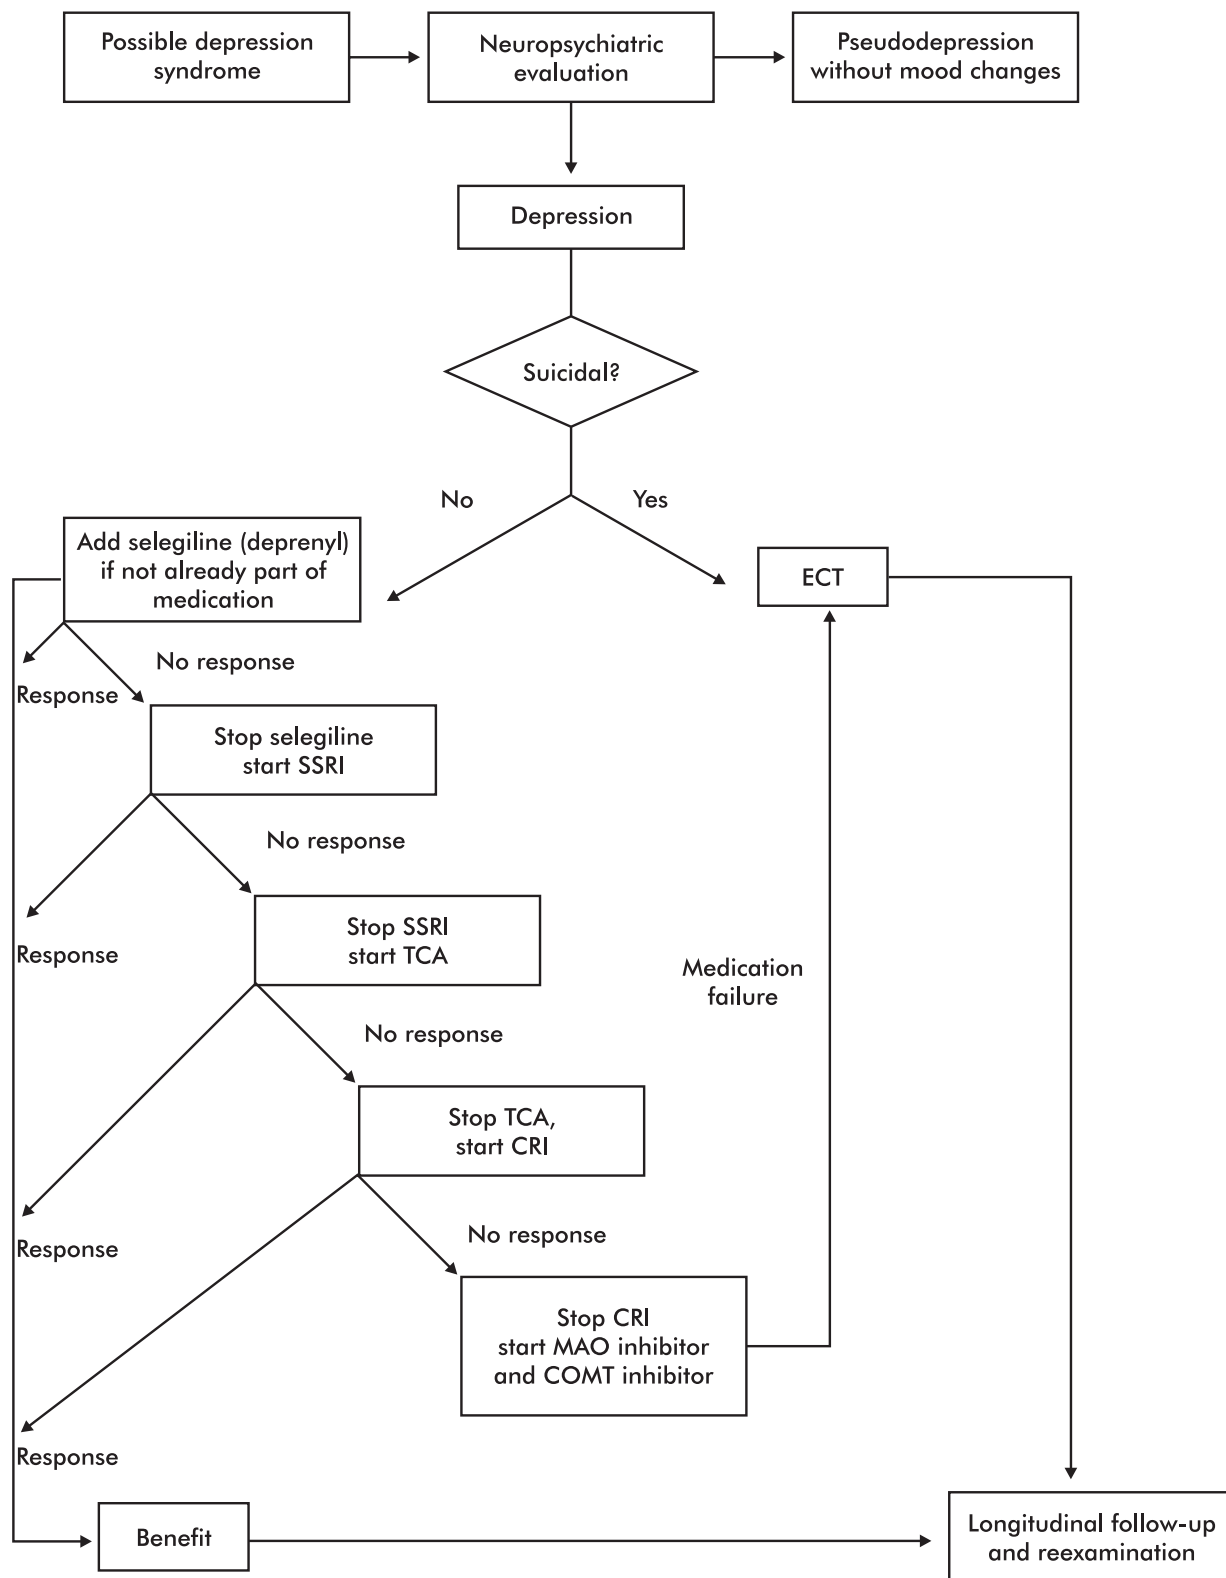 Possible depression
syndrome
Neuropsychiatric
evaluation
Pseudodepression
without mood changes
Depression
Suicidal?
No
Yes
Add selegiline (deprenyl)
if not already part of
medication
ECT
Response
No response
Stop selegiline
start SSRI
No response
Response
Stop SSRI
start TCA
Medication
failure
No response
Stop TCA,
start CRI
Response
No response
Stop CRI
start MAO inhibitor
and COMT inhibitor
Response
Benefit
Longitudinal follow-up
and reexamination